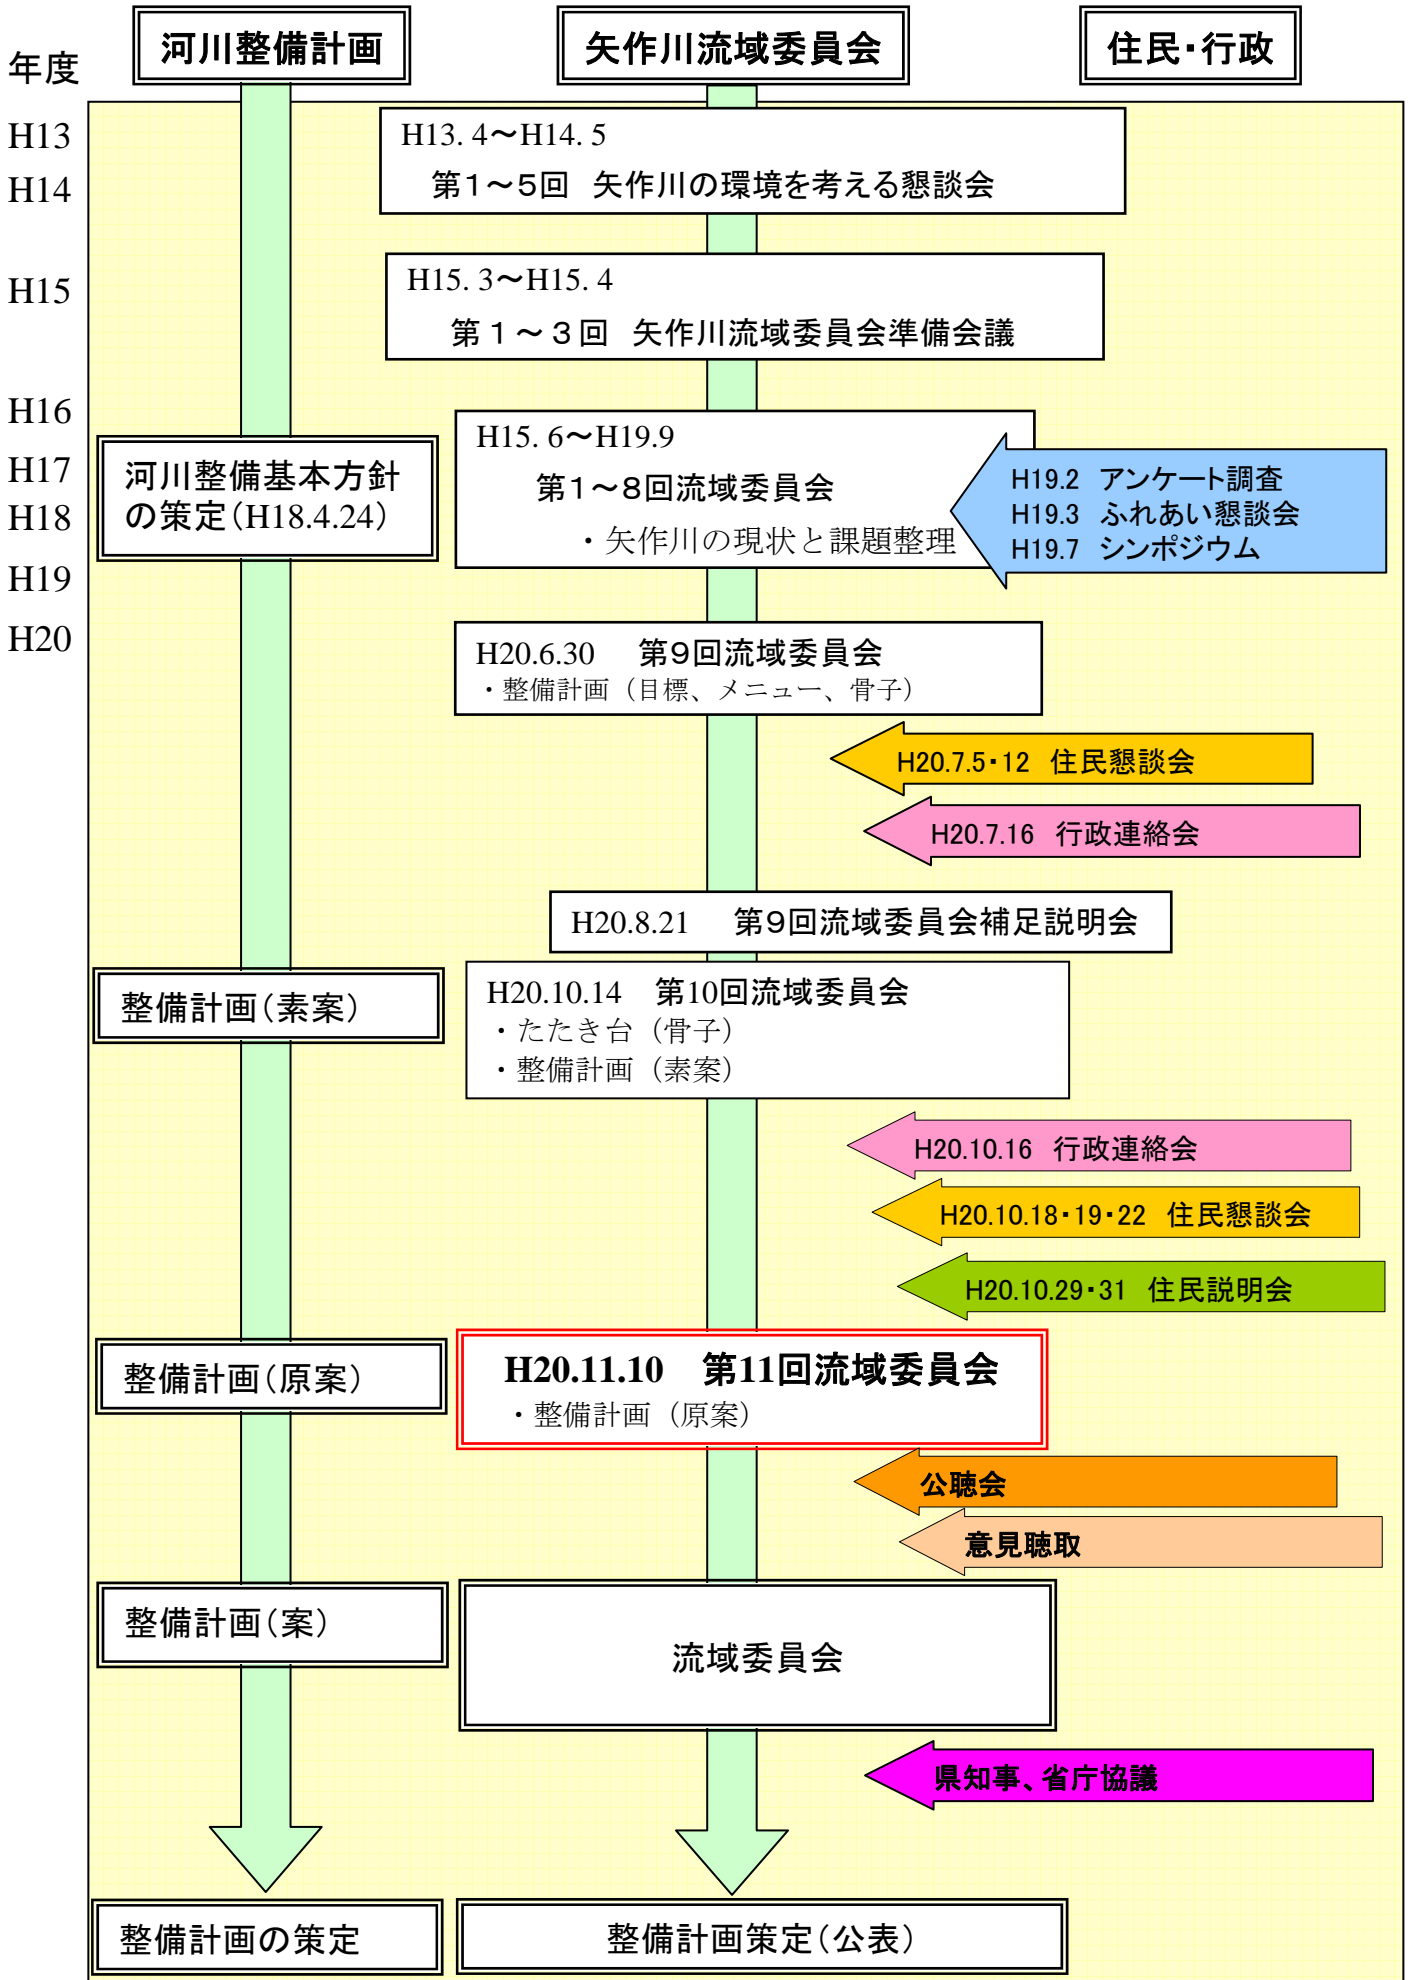 河川整備計画
矢作川流域委員会
住民・行政
年度
H13
H14
H15
H16
H17
H18
H19
H20
H13. 4～H14. 5
第1～5回 矢作川の環境を考える懇談会
H15. 3～H15. 4
第１～３回 矢作川流域委員会準備会議
河川整備基本方針
の策定（H18.4.24）
H15. 6～H19.9
第1～8回流域委員会
・矢作川の現状と課題整理
H19.2 アンケート調査
H19.3 ふれあい懇談会
H19.7 シンポジウム
H20.6.30 第9回流域委員会
・整備計画（目標、メニュー、骨子）
H20.7.5・12 住民懇談会
H20.7.16 行政連絡会
H20.8.21 第9回流域委員会補足説明会
整備計画（素案）
H20.10.14 第10回流域委員会
・たたき台（骨子）
・整備計画（素案）
H20.10.16 行政連絡会
H20.10.18・19・22 住民懇談会
H20.10.29・31 住民説明会
整備計画（原案）
H20.11.10 第11回流域委員会
・整備計画（原案）
公聴会
意見聴取
整備計画（案）
流域委員会
県知事、省庁協議
整備計画の策定
整備計画策定（公表）